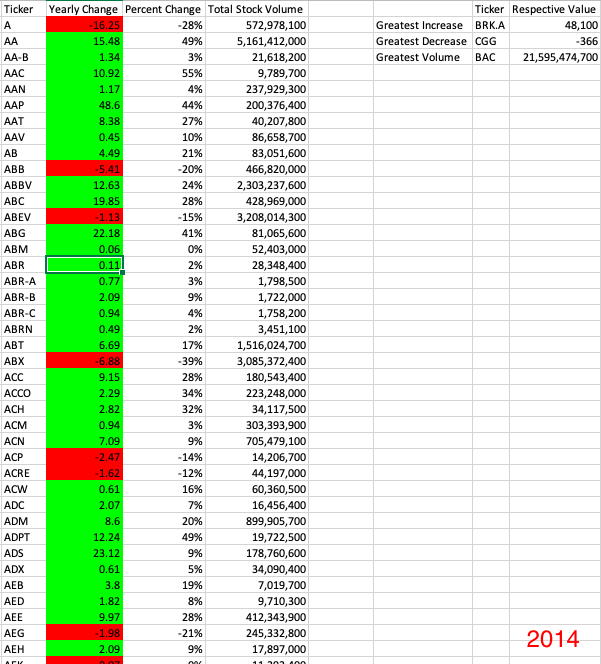 Ticker Yearly Change Percent Change Total Stock Volume Ticker Respective Value
A -16.25 -28% 572,978,100 Greatest Increase BRK.A 48,100
AA 15.48 49% 5,161,412,000 Greatest Decrease CGG -366
AA-B 1.34 3% 21,618,200 Greatest Volume BAC 21,595,474,700
AAC 10.92 55% 9,789,700
AAN 1.17 4% 237,929,300
AAP 48.6 44% 200,376,400
AAT 8.38 27% 40,207,800
AAV 0.45 10% 86,658,700
AB 4.49 21% 83,051,600
ABB -5.41 -20% 466,820,000
ABBV 12.63 24% 2,303,237,600
ABC 19.85 28% 428,969,000
ABEV -1.13 -15% 3,208,014,300
ABG 22.18 41% 81,065,600
ABM 0.06 0% 52,403,000
ABR 0.11 2% 28,348,400
ABR-A 0.77 3% 1,798,500
ABR-B 2.09 9% 1,722,000
ABR-C 0.94 4% 1,758,200
ABRN 0.49 2% 3,451,100
ABT 6.69 17% 1,516,024,700
ABX -6.88 -39% 3,085,372,400
ACC 9.15 28% 180,543,400
ACCO 2.29 34% 223,248,000
ACH 2.82 32% 34,117,500
ACM 0.94 3% 303,393,900
ACN 7.09 9% 705,479,100
ACP -2.47 -14% 14,206,700
ACRE -1.62 -12% 44,197,000
ACW 0.61 16% 60,360,500
ADC 2.07 7% 16,456,400
ADM 8.6 20% 899,905,700
ADPT 12.24 49% 19,722,500
ADS 23.12 9% 178,760,600
ADX 0.61 5% 34,090,400
AEB 3.8 19% 7,019,700
AED 1.82 8% 9,710,300
AEE 9.97 28% 412,343,900
AEG -1.98 -21% 245,332,800
AEH 2.09 9% 17,897,000
2014